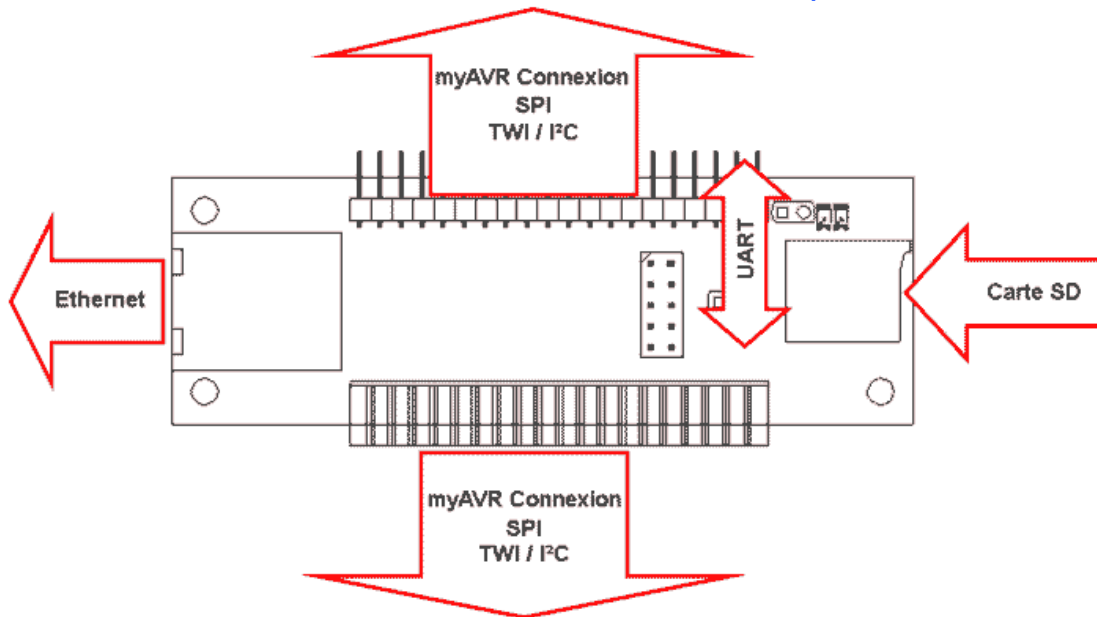 myAVR Connexion
SPI
TWI / I²C
UART
Ethernet
Carte SD
myAVR Connexion
SPI
TWI / I²C